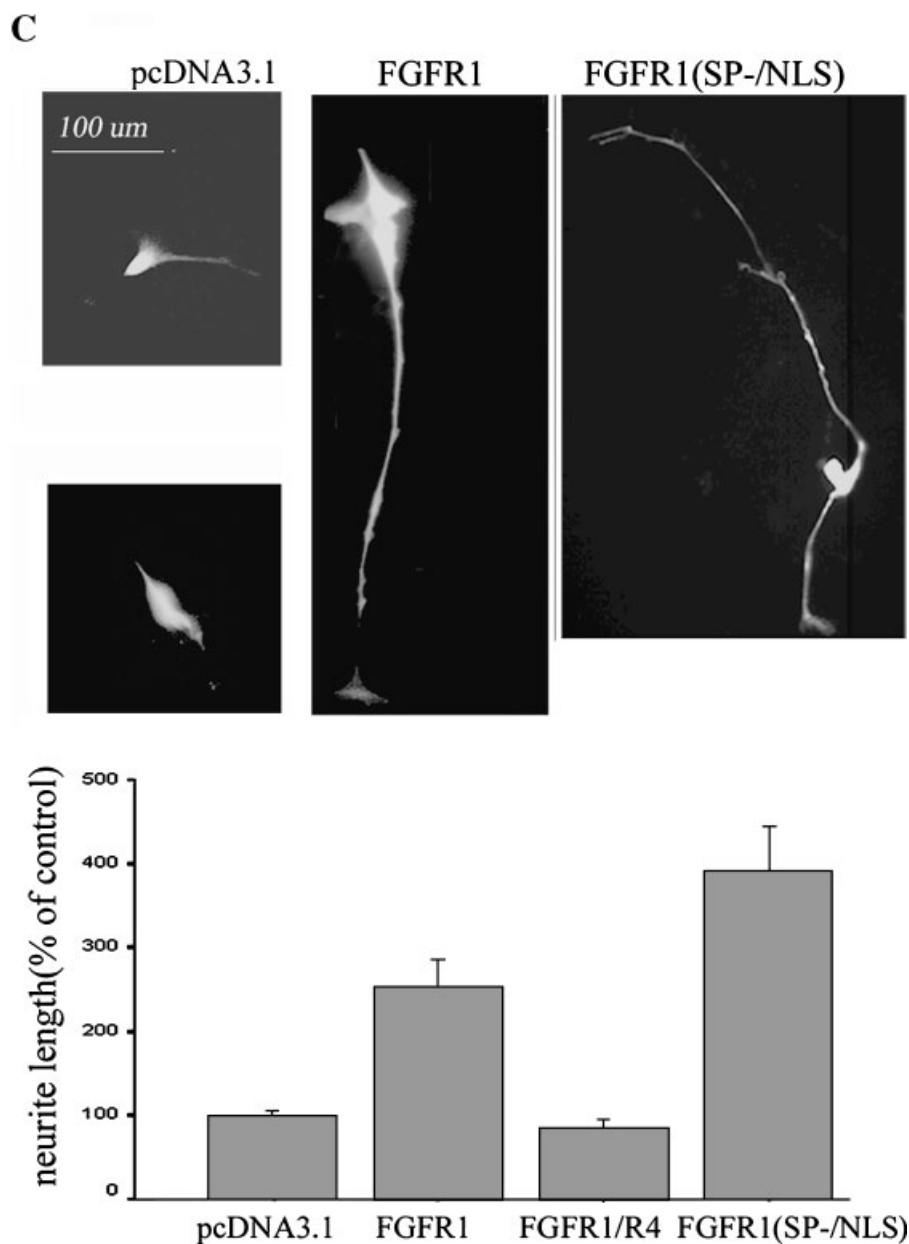 C
pcDNA3.1 FGFR1 FGFR1(SP-/NLS)
100 um
neurite length(% of control)
500
400
300
200
100
0
pcDNA3.1 FGFR1 FGFR1/R4 FGFR1(SP-/NLS)